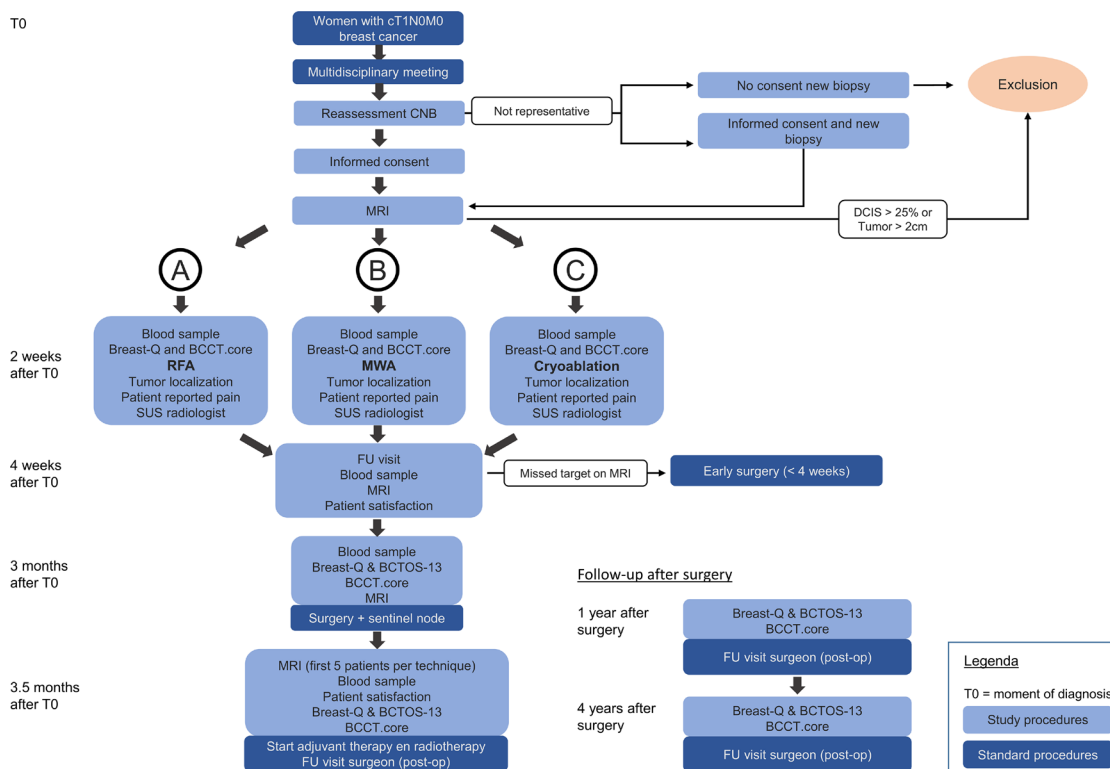 T0
Women with cT1N0M0
breast cancer
Multidisciplinary meeting
Reassessment CNB
Not representative
No consent new biopsy
Exclusion
Informed consent and new
biopsy
Informed consent
MRI
DCIS > 25% or
Tumor > 2cm
A
B
C
2 weeks
after T0
Blood sample
Breast-Q and BCCT.core
RFA
Tumor localization
Patient reported pain
SUS radiologist
Blood sample
Breast-Q and BCCT.core
MWA
Tumor localization
Patient reported pain
SUS radiologist
Blood sample
Breast-Q and BCCT.core
Cryoablation
Tumor localization
Patient reported pain
SUS radiologist
4 weeks
after T0
FU visit
Blood sample
MRI
Patient satisfaction
Missed target on MRI
Early surgery (< 4 weeks)
3 months
after T0
Blood sample
Breast-Q & BCTOS-13
BCCT.core
MRI
Surgery + sentinel node
3.5 months
after T0
MRI (first 5 patients per technique)
Blood sample
Patient satisfaction
Breast-Q & BCTOS-13
BCCT.core
Start adjuvant therapy en radiotherapy
FU visit surgeon (post-op)
Follow-up after surgery
1 year after
surgery
Breast-Q & BCTOS-13
BCCT.core
FU visit surgeon (post-op)
4 years after
surgery
Breast-Q & BCTOS-13
BCCT.core
FU visit surgeon (post-op)
Legenda
T0 = moment of diagnosis
Study procedures
Standard procedures